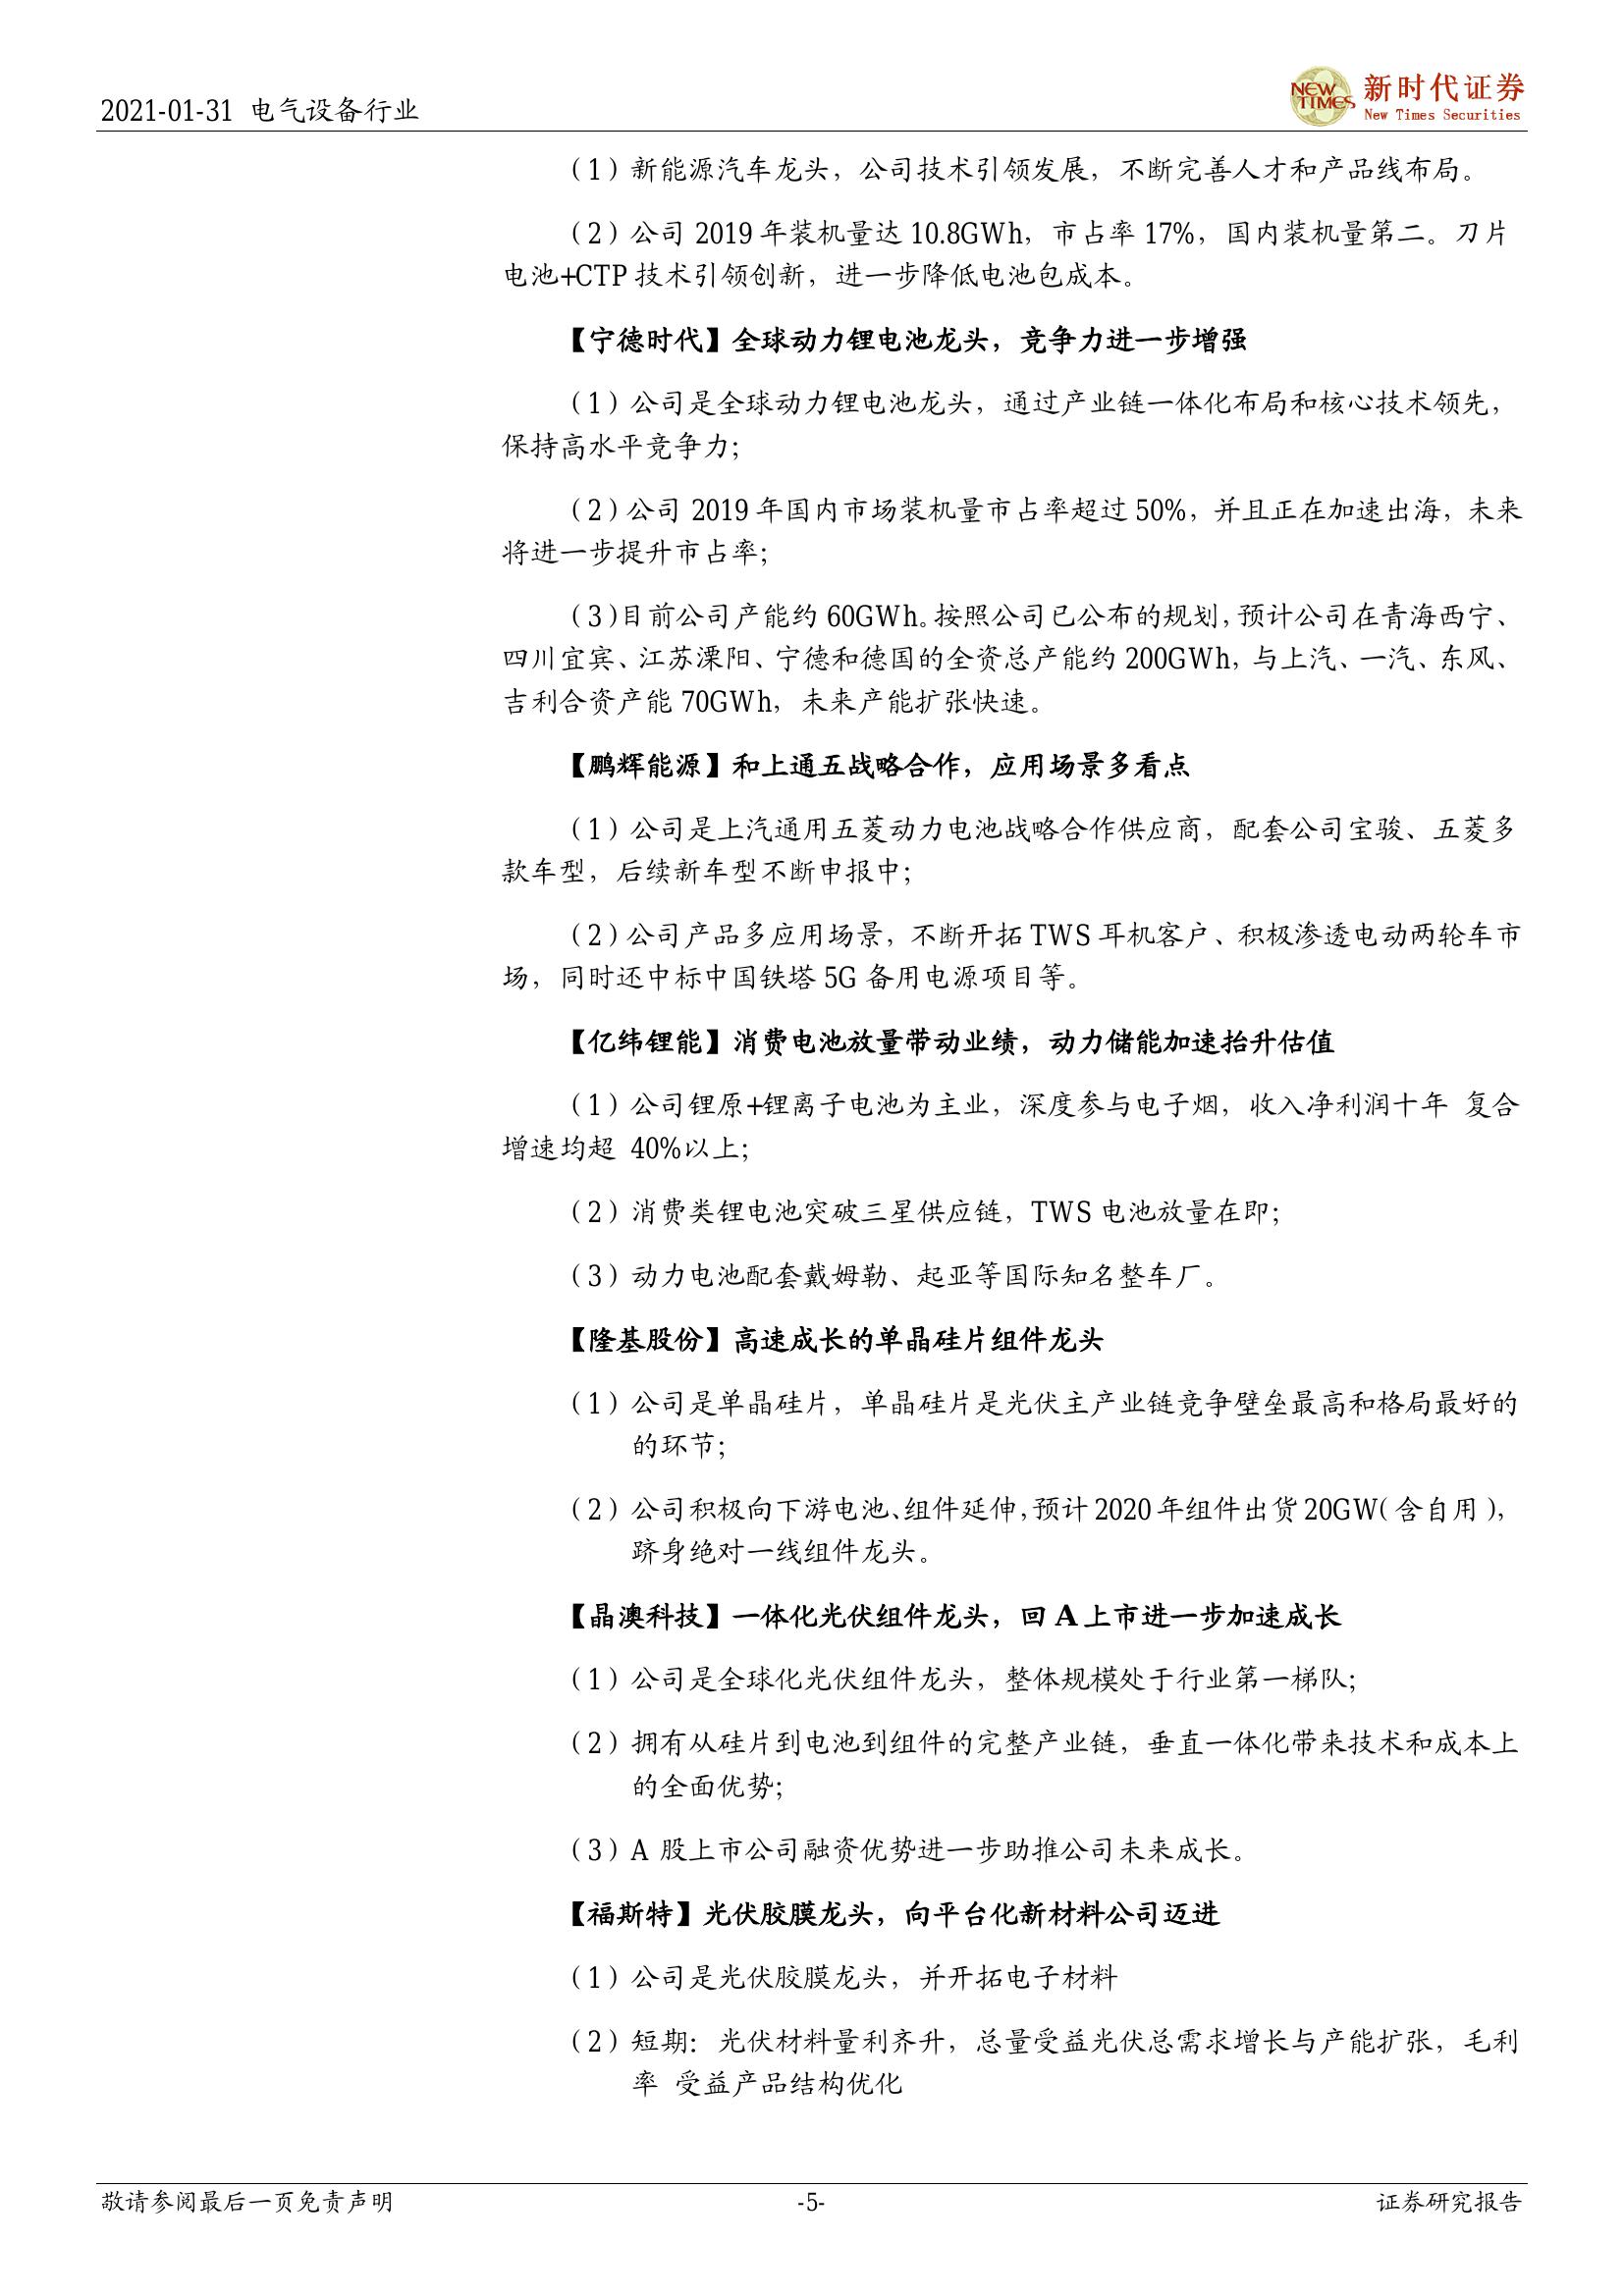 2021-01-31 电气设备行业
NEW TIMES 新时代证券
New Times Securities
（1）新能源汽车龙头，公司技术引领发展，不断完善人才和产品线布局。
（2）公司 2019 年装机量达 10.8GWh，市占率 17%，国内装机量第二。刀片
电池+CTP 技术引领创新，进一步降低电池包成本。
【宁德时代】全球动力锂电池龙头，竞争力进一步增强
（1）公司是全球动力锂电池龙头，通过产业链一体化布局和核心技术领先，
保持高水平竞争力；
（2）公司 2019 年国内市场装机量市占率超过 50%，并且正在加速出海，未来
将进一步提升市占率；
（3）目前公司产能约 60GWh。按照公司已公布的规划，预计公司在青海西宁、
四川宜宾、江苏溧阳、宁德和德国的全资总产能约 200GWh，与上汽、一汽、东风、
吉利合资产能 70GWh，未来产能扩张快速。
【鹏辉能源】和上通五战略合作，应用场景多看点
（1）公司是上汽通用五菱动力电池战略合作供应商，配套公司宝骏、五菱多
款车型，后续新车型不断申报中；
（2）公司产品多应用场景，不断开拓 TWS 耳机客户、积极渗透电动两轮车市
场，同时还中标中国铁塔 5G 备用电源项目等。
【亿纬锂能】消费电池放量带动业绩，动力储能加速抬升估值
（1）公司锂原+锂离子电池为主业，深度参与电子烟，收入净利润十年 复合
增速均超 40%以上；
（2）消费类锂电池突破三星供应链，TWS 电池放量在即；
（3）动力电池配套戴姆勒、起亚等国际知名整车厂。
【隆基股份】高速成长的单晶硅片组件龙头
（1）公司是单晶硅片，单晶硅片是光伏主产业链竞争壁垒最高和格局最好的
的环节；
（2）公司积极向下游电池、组件延伸，预计 2020 年组件出货 20GW（含自用），
跻身绝对一线组件龙头。
【晶澳科技】一体化光伏组件龙头，回 A 上市进一步加速成长
（1）公司是全球化光伏组件龙头，整体规模处于行业第一梯队；
（2）拥有从硅片到电池到组件的完整产业链，垂直一体化带来技术和成本上
的全面优势；
（3）A 股上市公司融资优势进一步助推公司未来成长。
【福斯特】光伏胶膜龙头，向平台化新材料公司迈进
（1）公司是光伏胶膜龙头，并开拓电子材料
（2）短期：光伏材料量利齐升，总量受益光伏总需求增长与产能扩张，毛利
率 受益产品结构优化
敬请参阅最后一页免责声明 -5- 证券研究报告